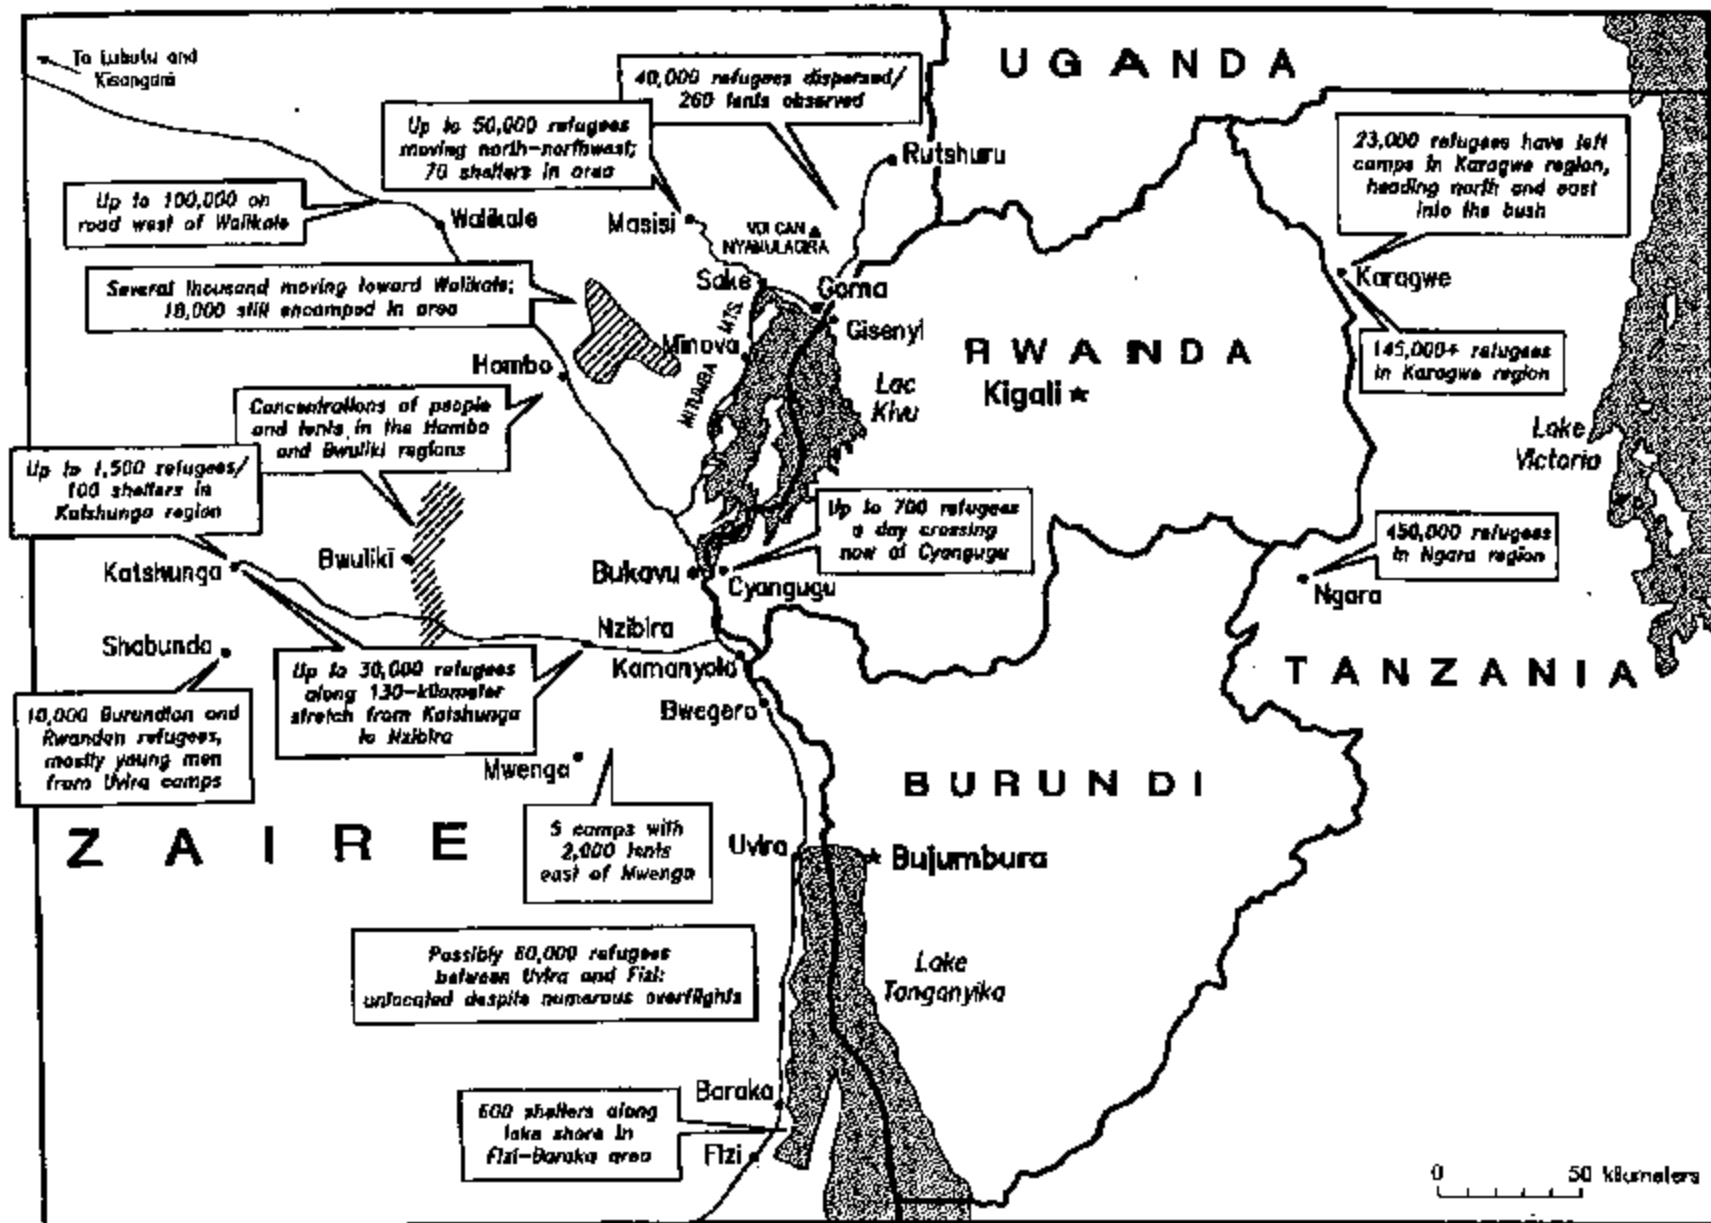 To Lubutu and
Kisangani
UGANDA
40,000 refugees dispersed/
260 tents observed
Up to 50,000 refugees
moving north-northwest;
70 shelters in area
23,000 refugees have left
camps in Karagwe region,
heading north and east
into the bush
Rutshuru
Up to 100,000 on
road west of Walikale
Walikale
Masisi
VOLCAN
NYAMULAGIRA
Several thousand moving toward Walikale;
18,000 still encamped in area
Sake
Goma
Gisenyi
Karagwe
MITUMBA MTS.
Minova
RWANDA
145,000+ refugees
in Karagwe region
Hombo
Lac
Kivu
Kigali
Concentrations of people
and tents in the Hombo
and Bwuliki regions
Lake
Victoria
Up to 1,500 refugees/
100 shelters in
Katshunga region
Up to 700 refugees
a day crossing
now at Cyangugu
450,000 refugees
in Ngara region
Katshunga
Bwuliki
Bukavu
Cyangugu
Ngara
Nzibira
Shabunda
Kamanyola
TANZANIA
Up to 30,000 refugees
along 130-kilometer
stretch from Katshunga
to Nzibira
Bwegera
10,000 Burundian and
Rwandan refugees,
mostly young men
from Uvira camps
Mwenga
BURUNDI
ZAIRE
5 camps with
2,000 tents
east of Mwenga
Uvira
Bujumbura
Possibly
refugees
between Uvira and Fizi:
unlocated despite numerous overflights
Lake
Tanganyika
Baraka
shelters along
lake shore in
Fizi-Baraka area
Fizi
0 50 kilometers